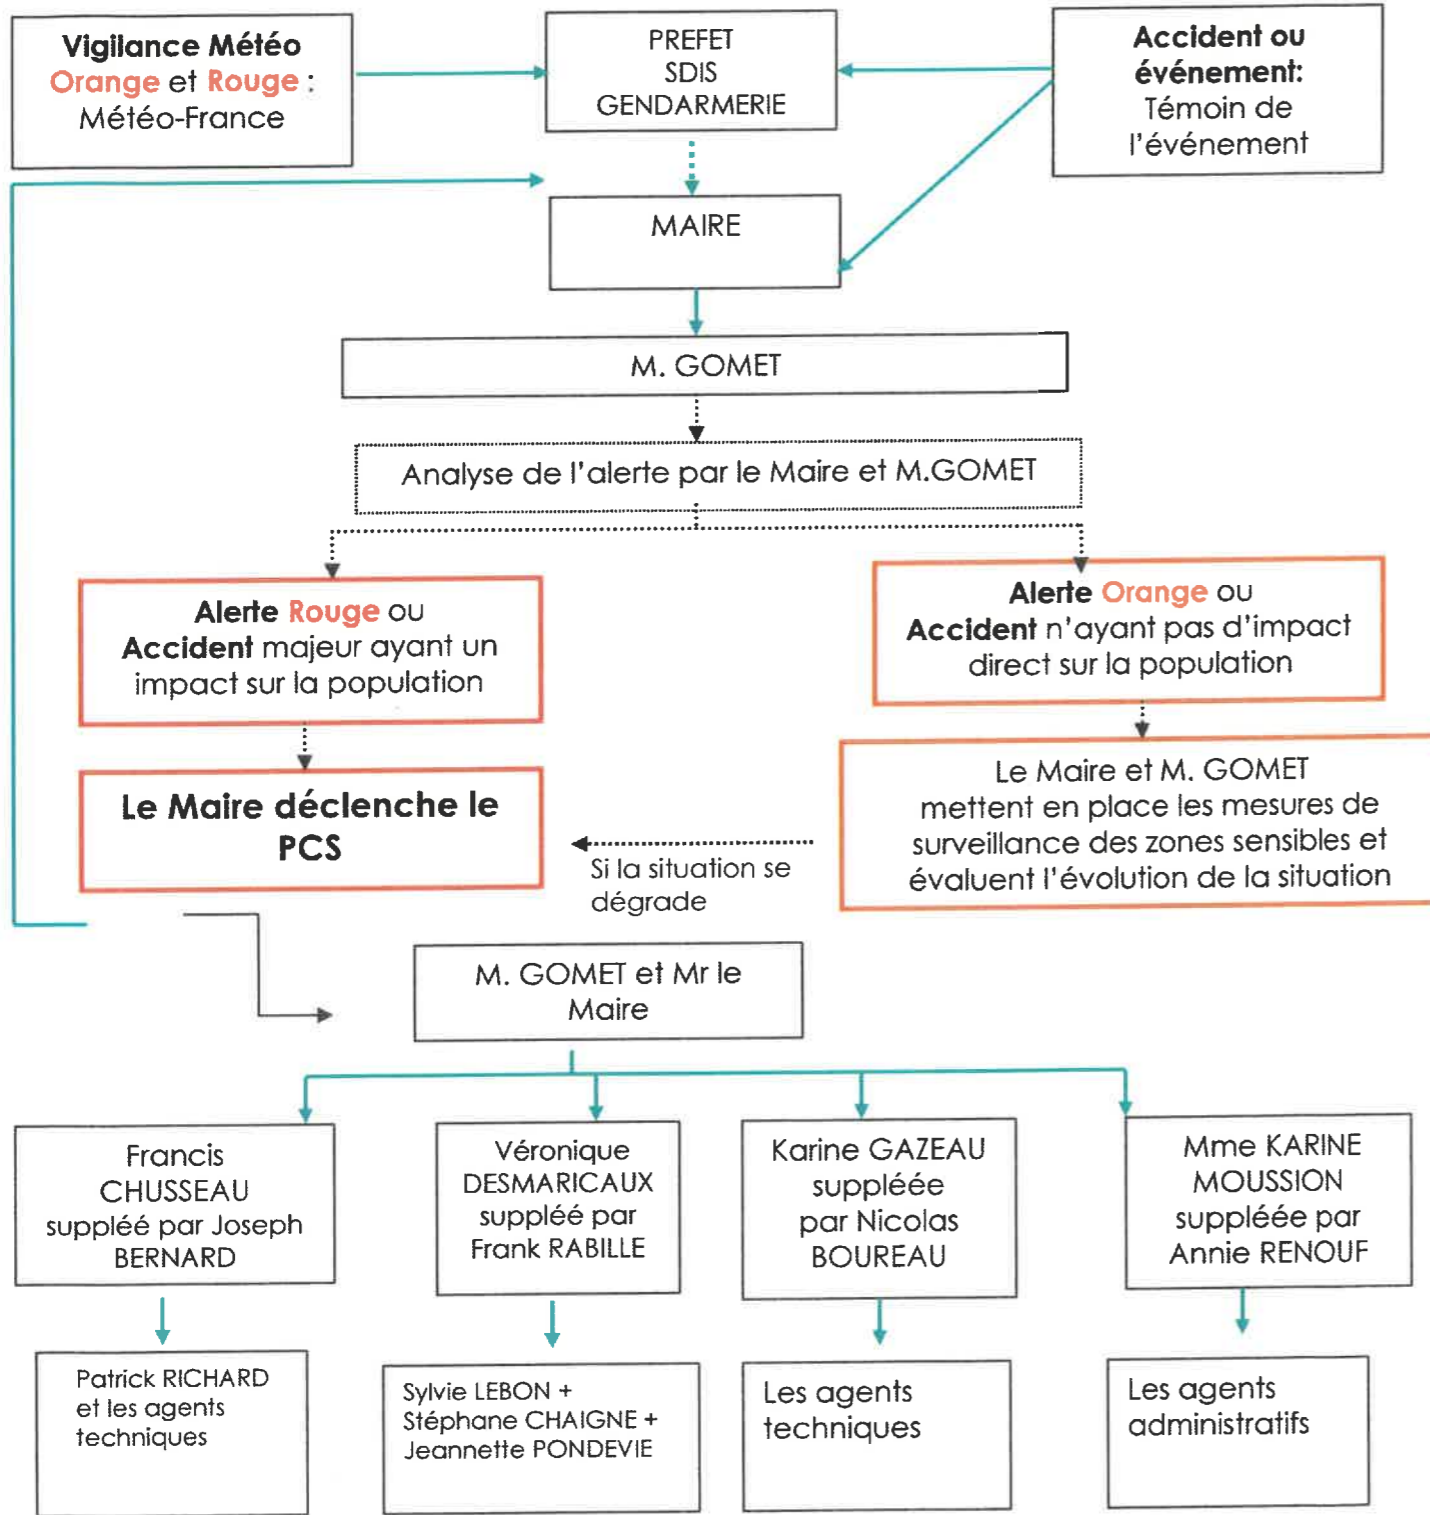 Vigilance Météo
Orange et Rouge :
Météo-France
PREFET
SDIS
GENDARMERIE
Accident ou
événement:
Témoin de
l'événement
MAIRE
M. GOMET
Analyse de l'alerte par le Maire et M.GOMET
Alerte Rouge ou
Accident majeur ayant un
impact sur la population
Alerte Orange ou
Accident n'ayant pas d'impact
direct sur la population
Le Maire déclenche le
PCS
Si la situation se
dégrade
Le Maire et M. GOMET
mettent en place les mesures de
surveillance des zones sensibles et
évaluent l'évolution de la situation
M. GOMET et Mr le
Maire
Francis
CHUSSEAU
suppléé par Joseph
BERNARD
Véronique
DESMARICAUX
suppléé par
Frank RABILLE
Karine GAZEAU
suppléée
par Nicolas
BOUREAU
Mme KARINE
MOUSSION
suppléée par
Annie RENOUF
Patrick RICHARD
et les agents
techniques
Sylvie LEBON +
Stéphane CHAIGNE +
Jeannette PONDEVIE
Les agents
techniques
Les agents
administratifs